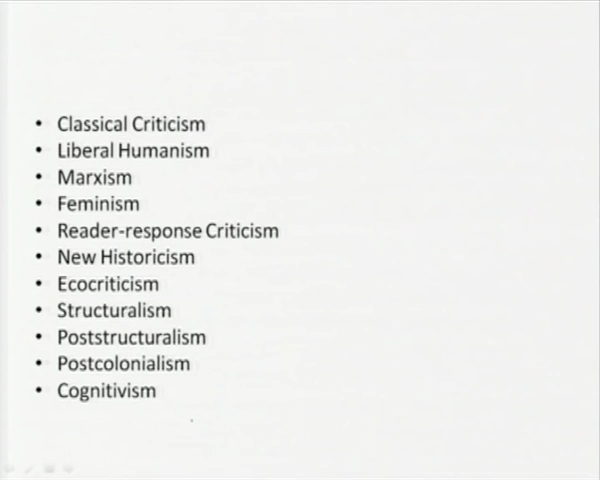 • Classical Criticism
• Liberal Humanism
• Marxism
• Feminism
• Reader-response Criticism
• New Historicism
• Ecocriticism
• Structuralism
• Poststructuralism
• Postcolonialism
• Cognitivism